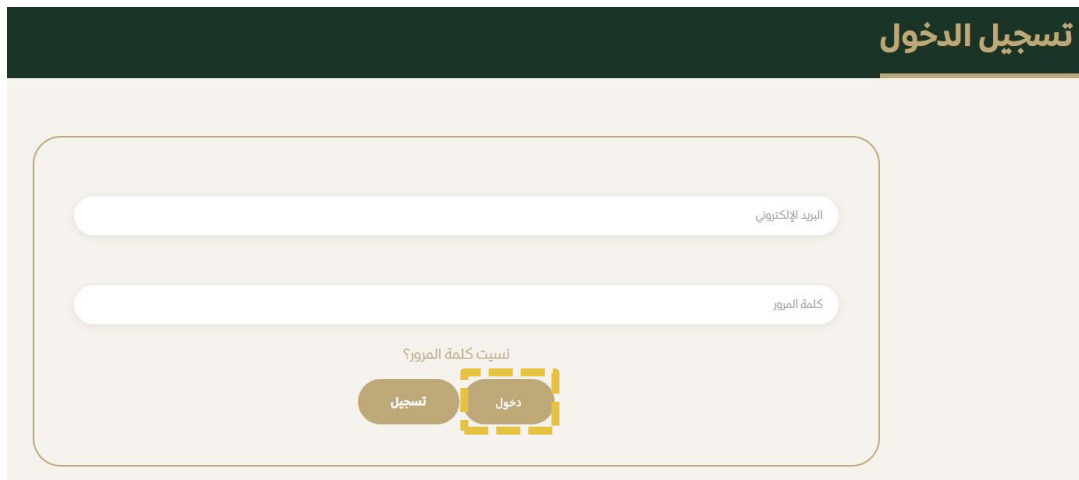 تسجيل الدخول
البريد الإلكتروني
كلمة المرور
نسيت كلمة المرور؟
دخول تسجيل